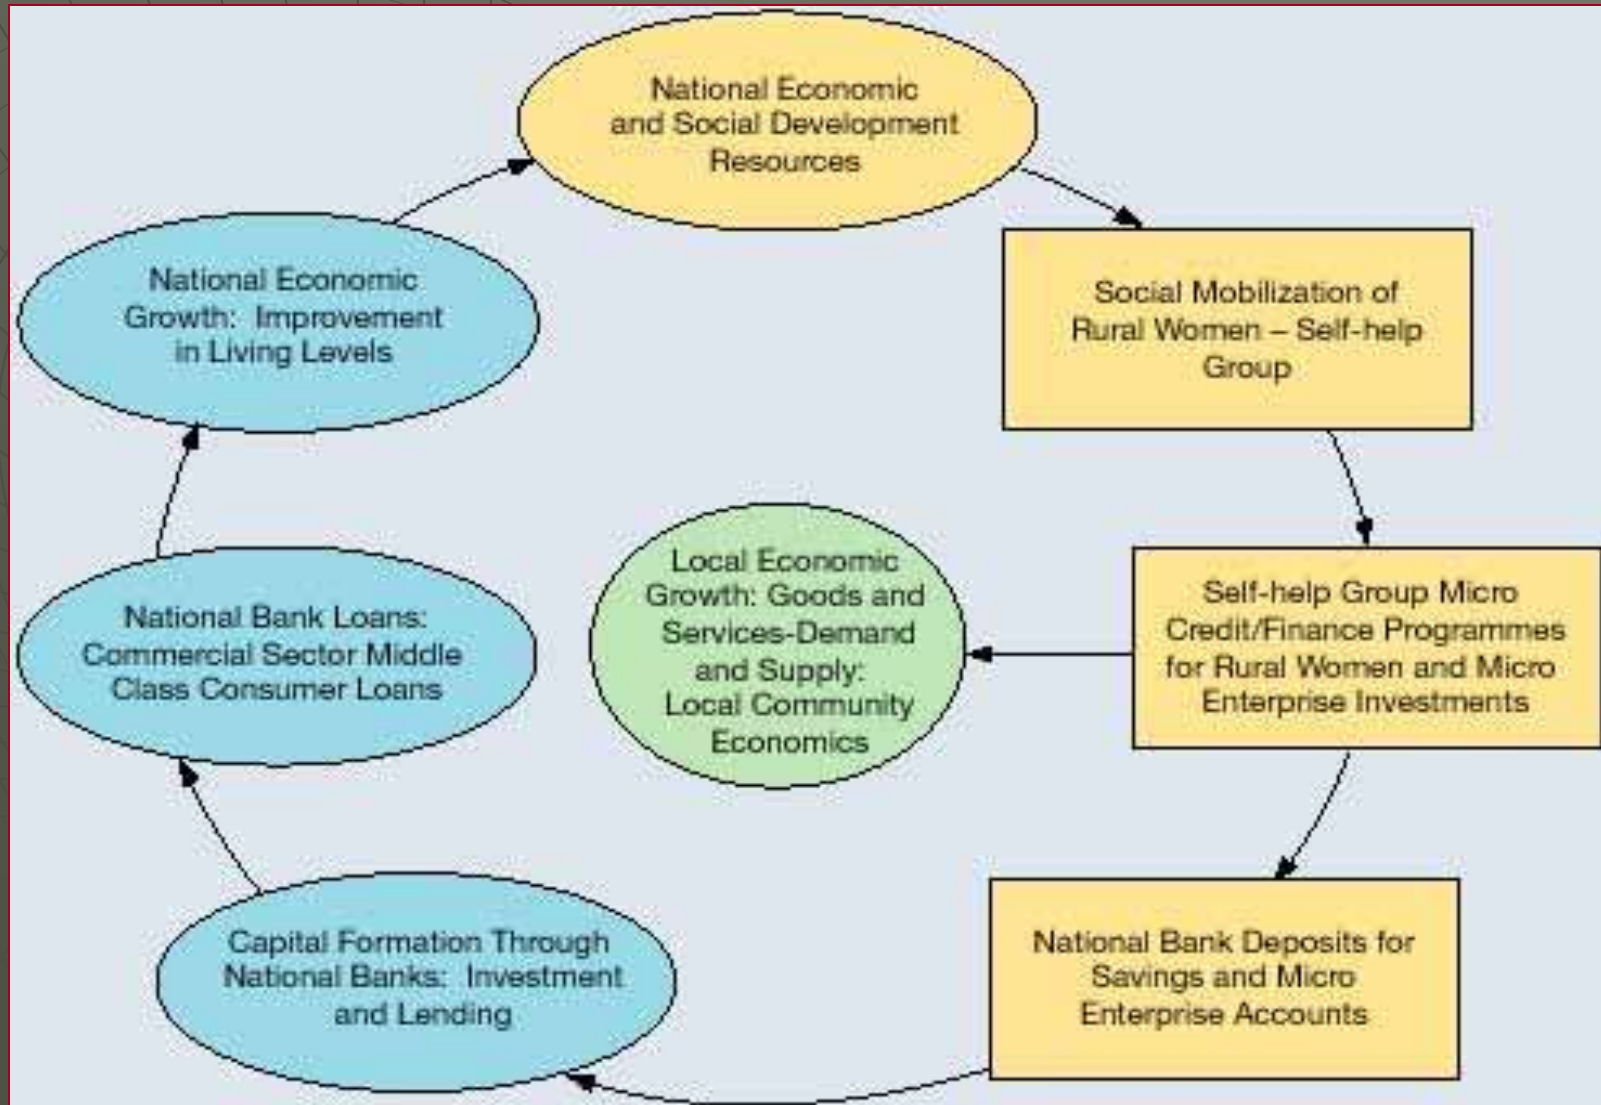 National Economic
and Social Development
Resources
Social Mobilization of
Rural Women – Self-help
Group
Self-help Group Micro
Credit/Finance Programmes
for Rural Women and Micro
Enterprise Investments
Local Economic
Growth: Goods and
Services-Demand
and Supply:
Local Community
Economics
National Bank Deposits for
Savings and Micro
Enterprise Accounts
Capital Formation Through
National Banks: Investment
and Lending
National Bank Loans:
Commercial Sector Middle
Class Consumer Loans
National Economic
Growth: Improvement
in Living Levels